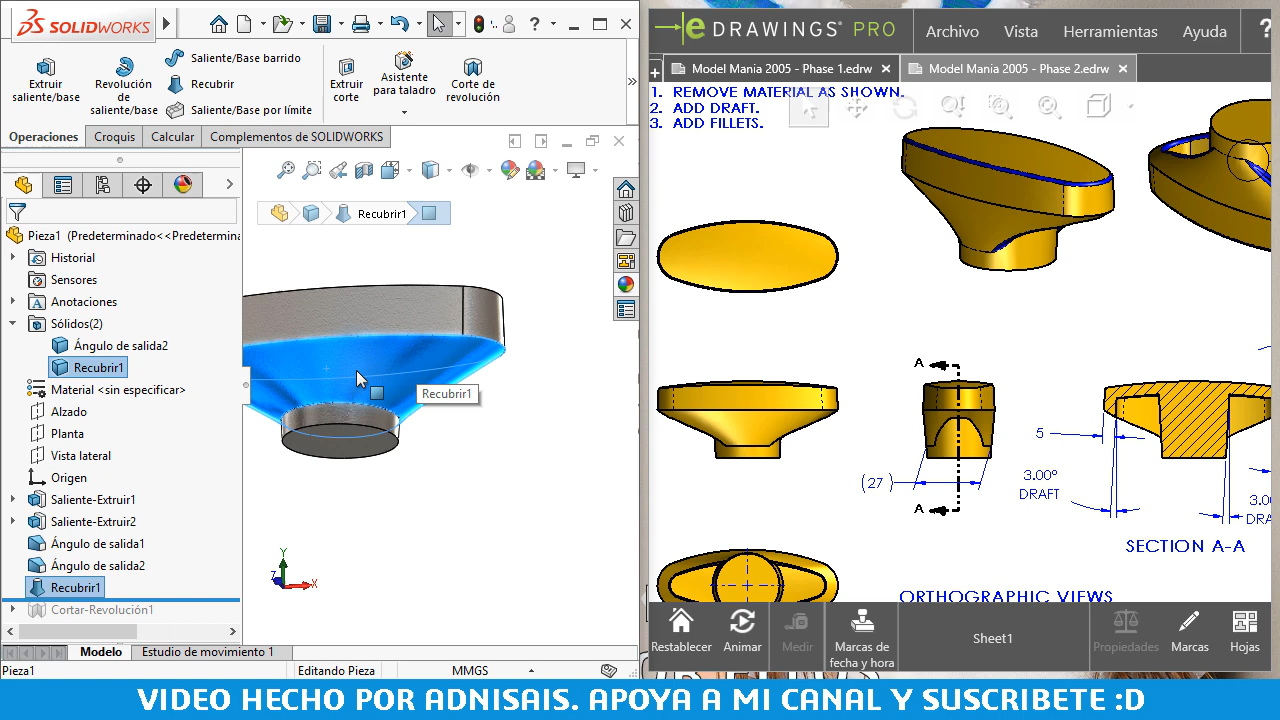 SOLIDWORKS
Extruir saliente/base
Revolución de saliente/base
Saliente/Base barrido
Recubrir
Saliente/Base por límite
Extruir corte
Asistente para taladro
Corte de revolución
Operaciones
Croquis
Calcular
Complementos de SOLIDWORKS
Pieza1 (Predeterminado<<Predetermina
Historial
Sensores
Anotaciones
Sólidos(2)
Ángulo de salida2
Recubrir1
Material <sin especificar>
Alzado
Planta
Vista lateral
Origen
Saliente-Extruir1
Saliente-Extruir2
Ángulo de salida1
Ángulo de salida2
Recubrir1
Cortar-Revolución1
Recubrir1
Recubrir1
Y
X
Z
Modelo
Estudio de movimiento 1
Pieza1
Editando Pieza
MMGS
eDRAWINGS® PRO
Archivo
Vista
Herramientas
Ayuda
?
Model Mania 2005 - Phase 1.edrw
Model Mania 2005 - Phase 2.edrw
1. REMOVE MATERIAL AS SHOWN.
2. ADD DRAFT.
3. ADD FILLETS.
A
A
(27)
5
3.00°
DRAFT
3.0
DRA
SECTION A-A
ORTHOGRAPHIC VIEWS
Restablecer
Animar
Medir
Marcas de fecha y hora
Sheet1
Propiedades
Marcas
Hojas
VIDEO HECHO POR ADNISAIS. APOYA A MI CANAL Y SUSCRIBETE :D